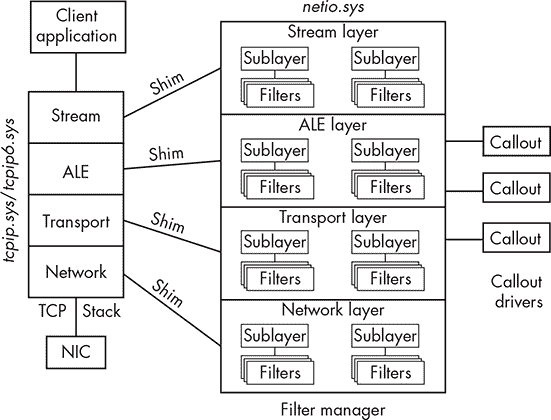 netio.sys
Client
application
Stream layer
Sublayer
Sublayer
Filters
Filters
Shim
tcpip.sys/tcpip6.sys
Stream
ALE
Transport
Network
Shim
ALE layer
Sublayer
Sublayer
Filters
Filters
Callout
Callout
Shim
Transport layer
Sublayer
Sublayer
Filters
Filters
Callout
Shim
Network layer
Sublayer
Sublayer
Filters
Filters
Callout
drivers
TCP Stack
NIC
Filter manager